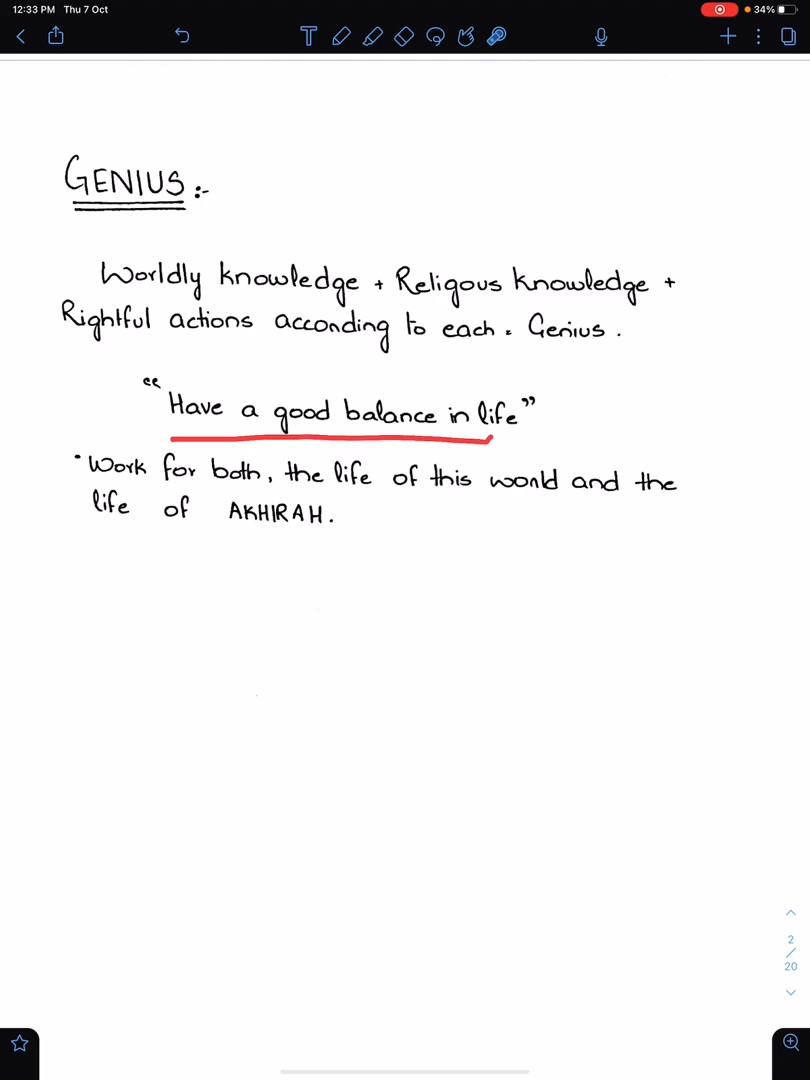 12:33 PM Thu 7 Oct
34%
T
GENIUS :-
Worldly knowledge + Religous knowledge +
Rightful actions according to each = Genius.
"Have a good balance in life"
• Work for both, the life of this world and the
life of AKHIRAH.
2
/
20